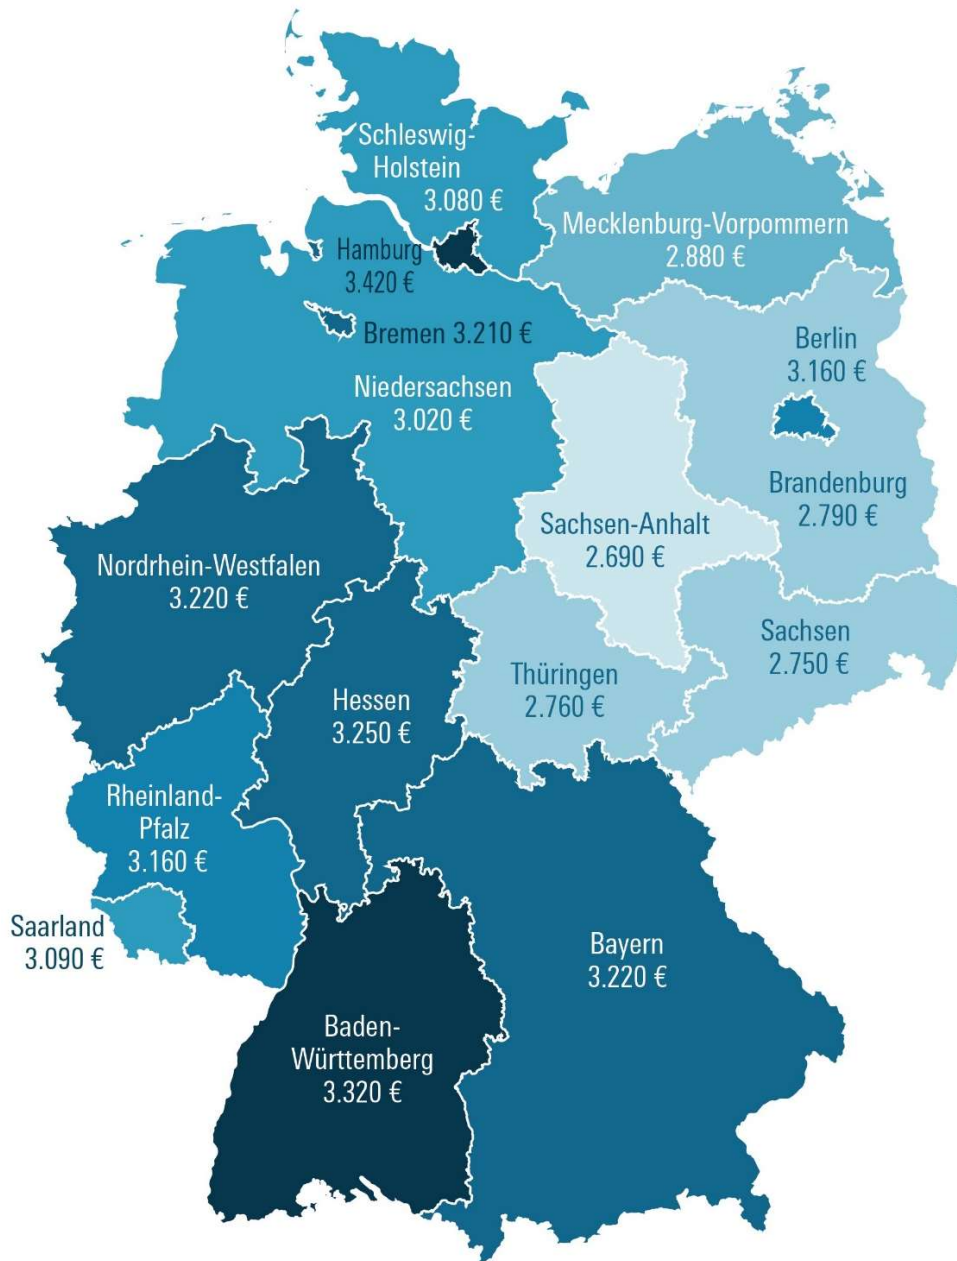 Schleswig-
Holstein
3.080 €
Mecklenburg-Vorpommern
2.880 €
Hamburg
3.420 €
Bremen 3.210 €
Berlin
3.160 €
Niedersachsen
3.020 €
Brandenburg
2.790 €
Sachsen-Anhalt
2.690 €
Nordrhein-Westfalen
3.220 €
Sachsen
2.750 €
Thüringen
2.760 €
Hessen
3.250 €
Rheinland-
Pfalz
3.160 €
Saarland
3.090 €
Bayern
3.220 €
Baden-
Württemberg
3.320 €